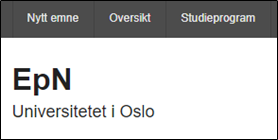 Nytt emne Oversikt Studieprogram
EpN
Universitetet i Oslo